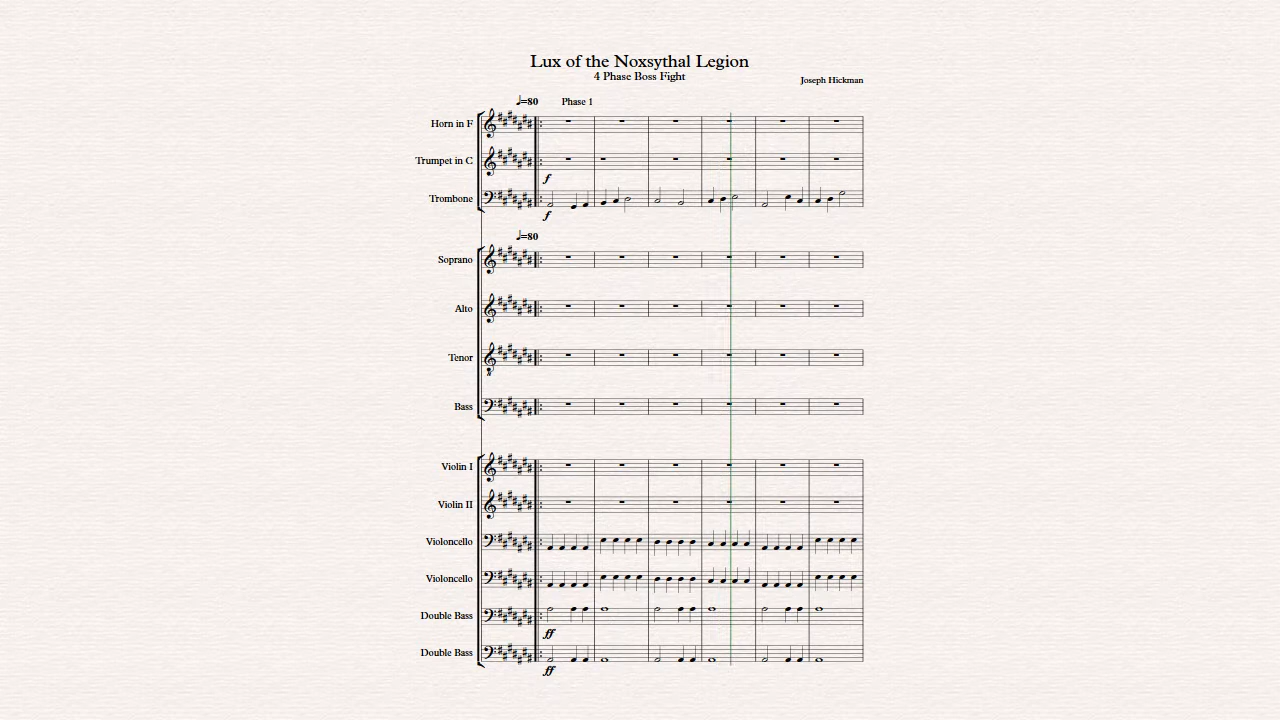 Lux of the Noxsythal Legion
4 Phase Boss Fight
Joseph Hickman
♩=80 Phase 1
Horn in F
Trumpet in C
f
Trombone
f
♩=80
Soprano
Alto
Tenor
8
Bass
Violin I
Violin II
Violoncello
Violoncello
Double Bass
ff
Double Bass
ff